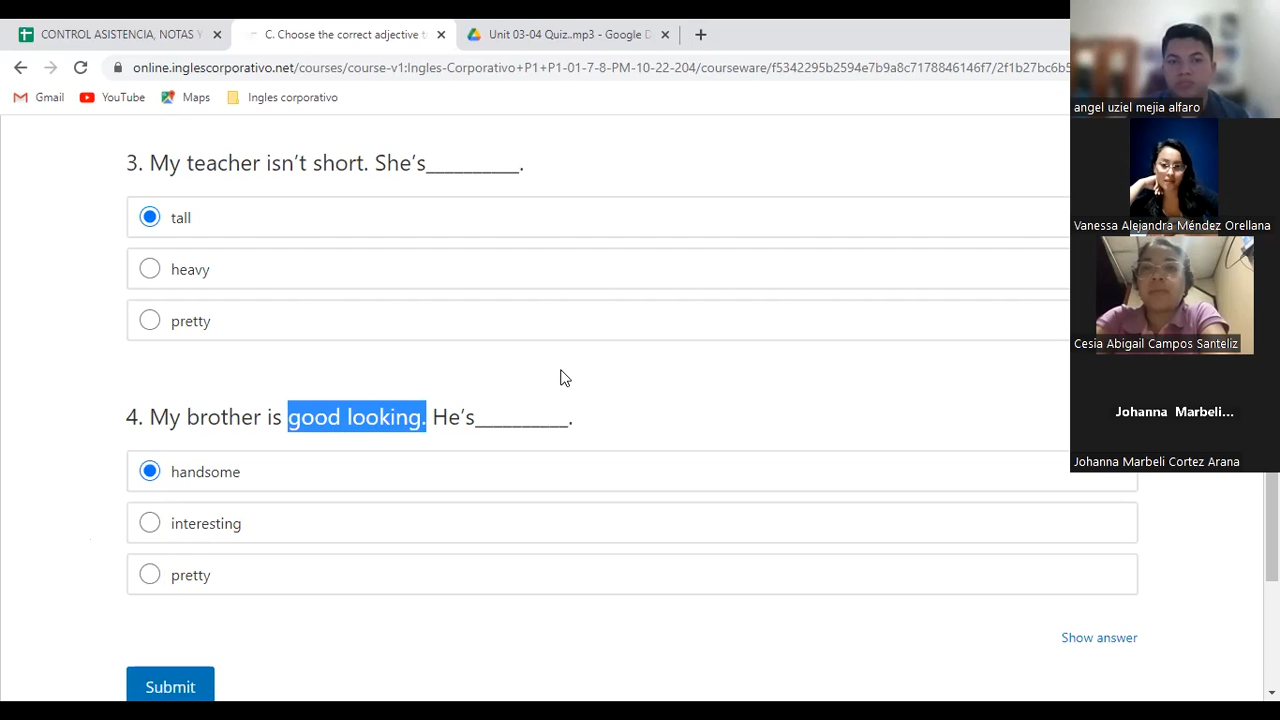 CONTROL ASISTENCIA, NOTAS Y
C. Choose the correct adjective to
Unit 03-04 Quiz..mp3 - Google D
online.inglescorporativo.net/courses/course-v1:Ingles-Corporativo+P1+P1-01-7-8-PM-10-22-204/courseware/f5342295b2594e7b9a8c7178846146f7/2f1b27bc6b5
Gmail
YouTube
Maps
Ingles corporativo
3. My teacher isn’t short. She’s__________.
tall
heavy
pretty
4. My brother is good looking. He’s__________.
handsome
interesting
pretty
Show answer
Submit
angel uziel mejia alfaro
Vanessa Alejandra Méndez Orellana
Cesia Abigail Campos Santeliz
Johanna Marbeli...
Johanna Marbeli Cortez Arana